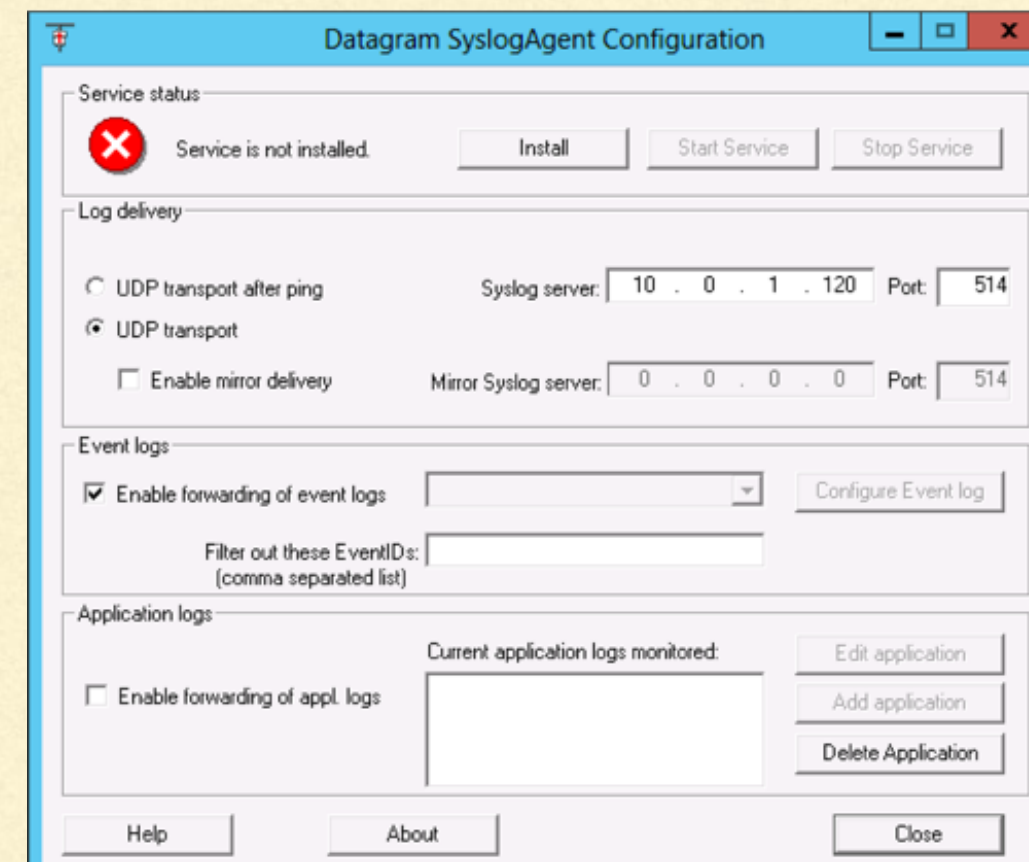 Datagram SyslogAgent Configuration
Service status
Service is not installed.
Install
Start Service
Stop Service
Log delivery
UDP transport after ping
Syslog server: 10 . 0 . 1 . 120 Port: 514
UDP transport
Enable mirror delivery
Mirror Syslog server: 0 . 0 . 0 . 0 Port: 514
Event logs
Enable forwarding of event logs
Configure Event log
Filter out these EventIDs:
(comma separated list)
Application logs
Current application logs monitored:
Edit application
Enable forwarding of appl. logs
Add application
Delete Application
Help
About
Close